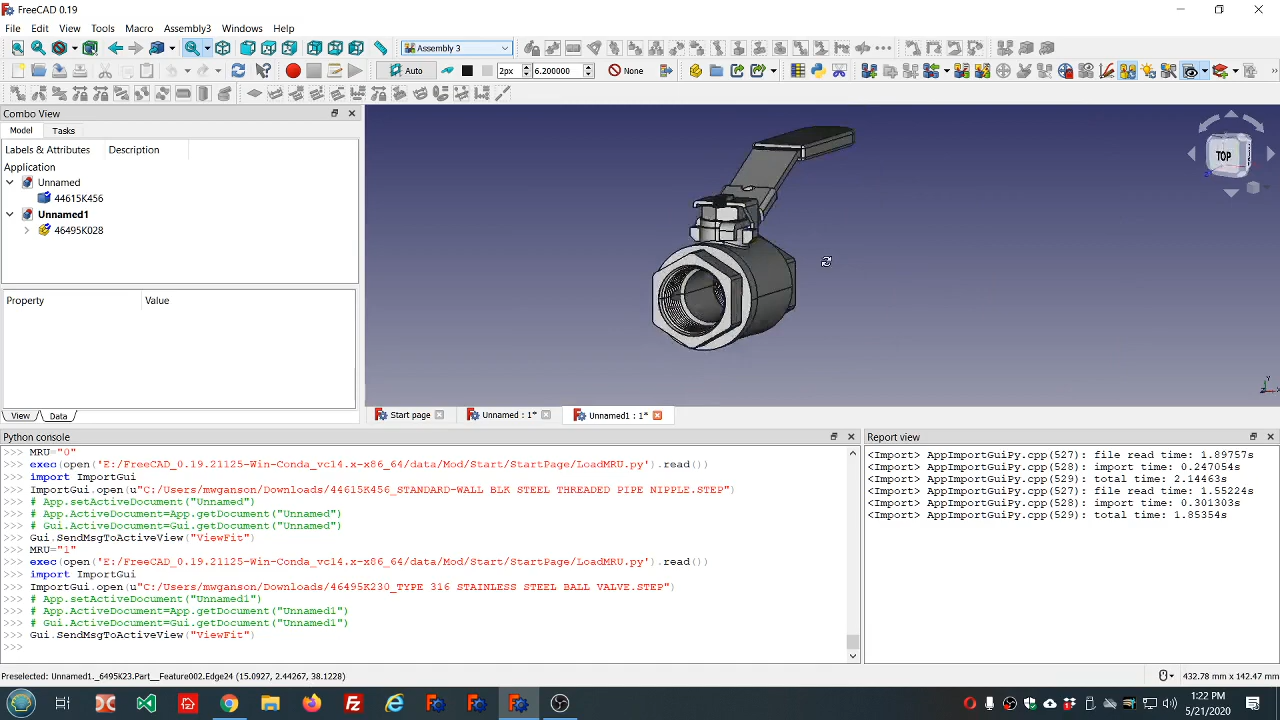 FreeCAD 0.19
File Edit View Tools Macro Assembly3 Windows Help
Assembly 3
Auto 2px 6.200000 None
Combo View
Model Tasks
Labels & Attributes Description
Application
Unnamed
44615K456
Unnamed1
46495K028
Property Value
View Data
TOP
Start page Unnamed : 1* Unnamed1 : 1*
Python console
>>> MRU="0"
>>> exec(open('E:/FreeCAD_0.19.21125-Win-Conda_vc14.x-x86_64/data/Mod/Start/StartPage/LoadMRU.py').read())
>>> import ImportGui
>>> ImportGui.open(u"C:/Users/mwganson/Downloads/44615K456_STANDARD-WALL BLK STEEL THREADED PIPE NIPPLE.STEP")
>>> # App.setActiveDocument("Unnamed")
>>> # App.ActiveDocument=App.getDocument("Unnamed")
>>> # Gui.ActiveDocument=Gui.getDocument("Unnamed")
>>> Gui.SendMsgToActiveView("ViewFit")
>>> MRU="1"
>>> exec(open('E:/FreeCAD_0.19.21125-Win-Conda_vc14.x-x86_64/data/Mod/Start/StartPage/LoadMRU.py').read())
>>> import ImportGui
>>> ImportGui.open(u"C:/Users/mwganson/Downloads/46495K230_TYPE 316 STAINLESS STEEL BALL VALVE.STEP")
>>> # App.setActiveDocument("Unnamed1")
>>> # App.ActiveDocument=App.getDocument("Unnamed1")
>>> # Gui.ActiveDocument=Gui.getDocument("Unnamed1")
>>> Gui.SendMsgToActiveView("ViewFit")
>>>
Report view
<Import> AppImportGuiPy.cpp(527): file read time: 1.89757s
<Import> AppImportGuiPy.cpp(528): import time: 0.247054s
<Import> AppImportGuiPy.cpp(529): total time: 2.14463s
<Import> AppImportGuiPy.cpp(527): file read time: 1.55224s
<Import> AppImportGuiPy.cpp(528): import time: 0.301303s
<Import> AppImportGuiPy.cpp(529): total time: 1.85354s
Preselected: Unnamed1._6495K23.Part__Feature002.Edge24 (15.0927, 2.44267, 38.1228)
432.78 mm x 142.47 mm
1:22 PM
5/21/2020